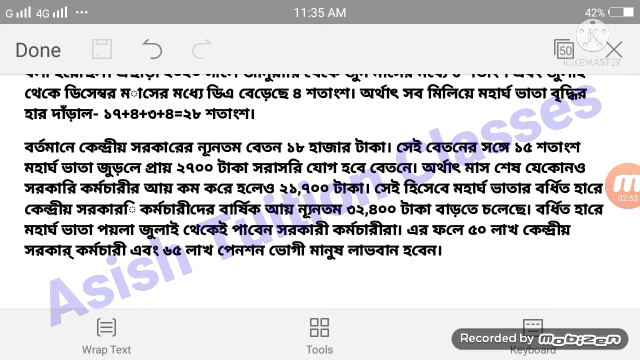 G 4G 11:35 AM 42%
Done 50
KINEMASTER
থেকে ডিসেম্বর মাসের মধ্যে ডিএ বেড়েছে ৪ শতাংশ। অর্থাৎ সব মিলিয়ে মহার্ঘ ভাতা বৃদ্ধির
হার দাঁড়াল- ১৭+৪+৩+৪=২৮ শতাংশ।
বর্তমানে কেন্দ্রীয় সরকারের ন্যূনতম বেতন ১৮ হাজার টাকা। সেই বেতনের সঙ্গে ১৫ শতাংশ
মহার্ঘ ভাতা জুড়লে প্রায় ২৭০০ টাকা সরাসরি যোগ হবে বেতনে। অর্থাৎ মাস শেষ যেকোনও
সরকারি কর্মচারীর আয় কম করে হলেও ২১,৭০০ টাকা। সেই হিসেবে মহার্ঘ ভাতার বর্ধিত হারে
কেন্দ্রীয় সরকারি কর্মচারীদের বার্ষিক আয় ন্যূনতম ৩২,৪০০ টাকা বাড়তে চলেছে। বর্ধিত হারে
মহার্ঘ ভাতা পয়লা জুলাই থেকেই পাবেন সরকারী কর্মচারীরা। এর ফলে ৫০ লাখ কেন্দ্রীয়
সরকার্ কর্মচারী এবং ৬৫ লাখ পেনশন ভোগী মানুষ লাভবান হবেন।
Asish Tuition Classes
M
02:53
Wrap Text Tools Keyboard
Recorded by mobizen